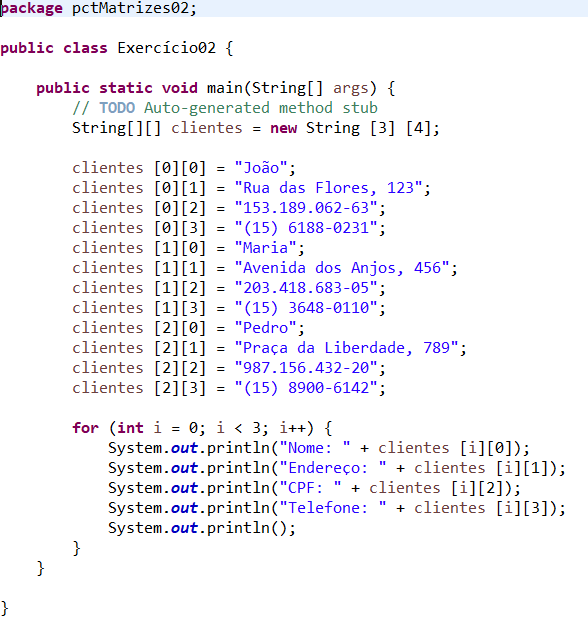 package pctMatrizes02;
public class Exercício02 {
public static void main(String[] args) {
// TODO Auto-generated method stub
String[][] clientes = new String [3] [4];
clientes [0][0] = "João";
clientes [0][1] = "Rua das Flores, 123";
clientes [0][2] = "153.189.062-63";
clientes [0][3] = "(15) 6188-0231";
clientes [1][0] = "Maria";
clientes [1][1] = "Avenida dos Anjos, 456";
clientes [1][2] = "203.418.683-05";
clientes [1][3] = "(15) 3648-0110";
clientes [2][0] = "Pedro";
clientes [2][1] = "Praça da Liberdade, 789";
clientes [2][2] = "987.156.432-20";
clientes [2][3] = "(15) 8900-6142";
for (int i = 0; i < 3; i++) {
System.out.println("Nome: " + clientes [i][0]);
System.out.println("Endereço: " + clientes [i][1]);
System.out.println("CPF: " + clientes [i][2]);
System.out.println("Telefone: " + clientes [i][3]);
System.out.println();
}
}
}